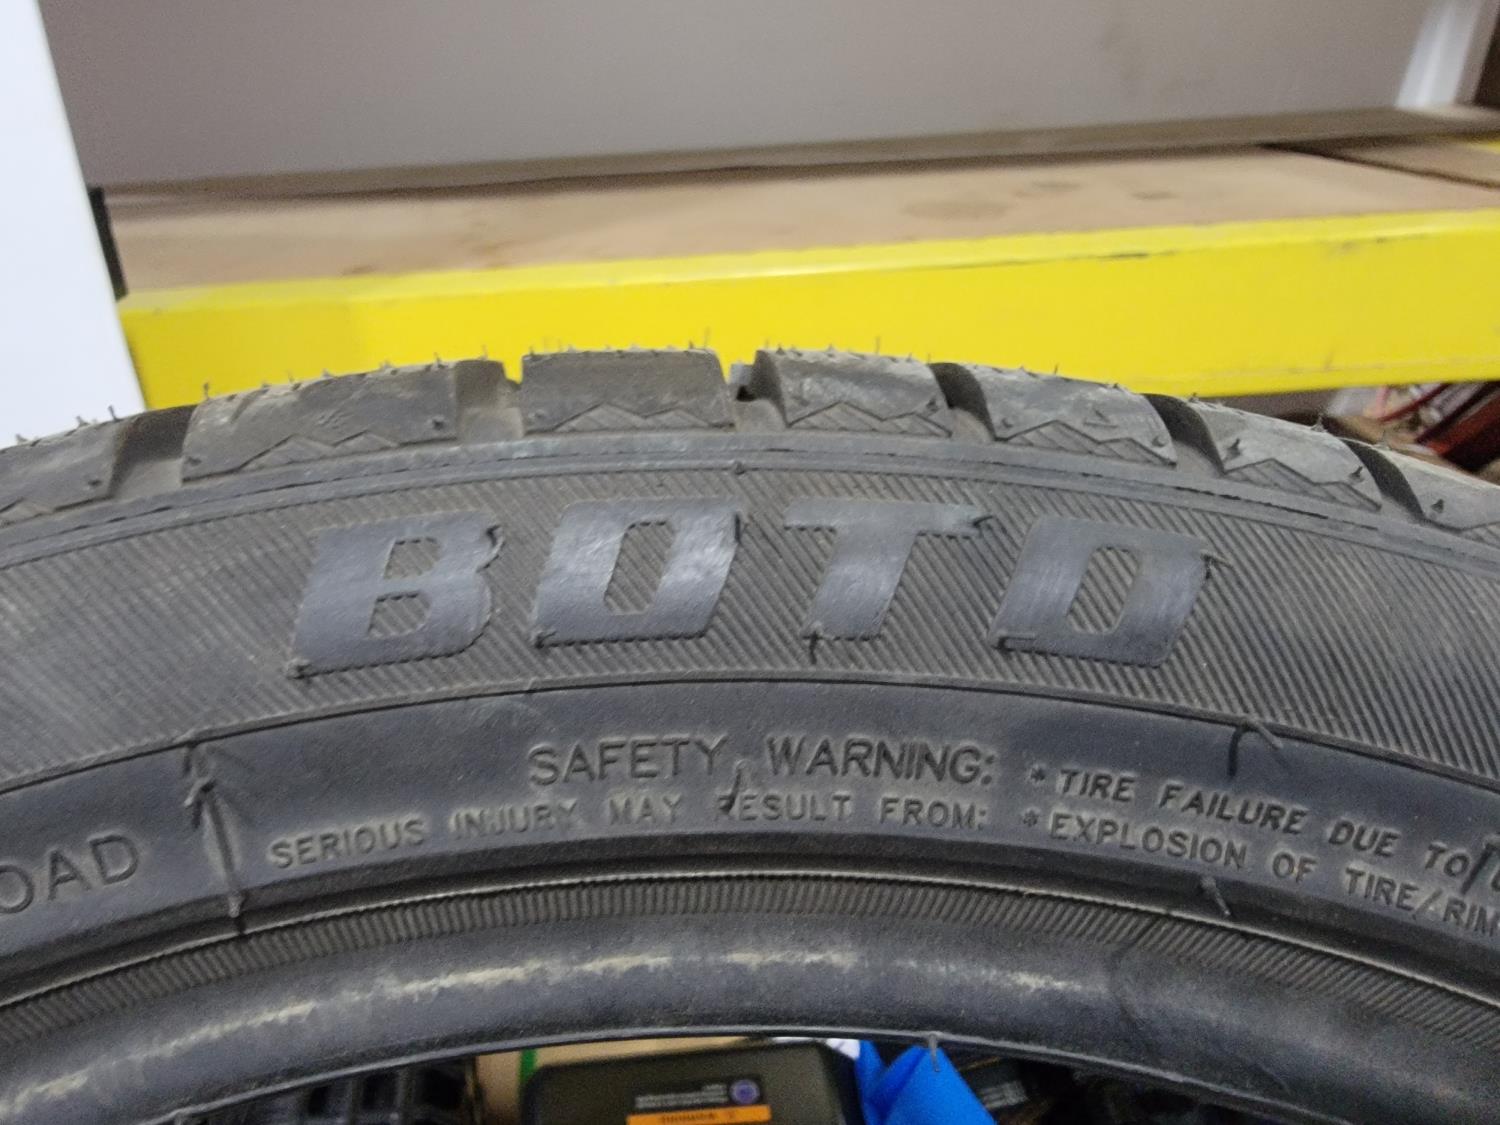 BOTO
SAFETY WARNING: *TIRE FAILURE DUE TO
SERIOUS INJURY MAY RESULT FROM: *EXPLOSION OF TIRE/RIM
OAD